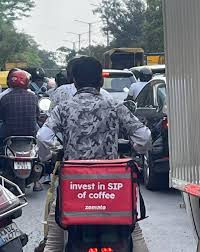 invest in SIP
of coffee
zomato